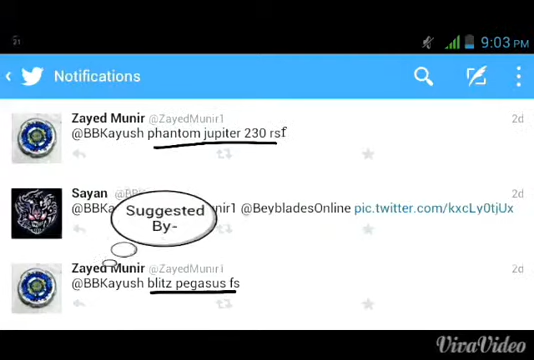 21
9:03 PM
Notifications
Zayed Munir @ZayedMunir1 2d
@BBKayush phantom jupiter 230 rsf
Sayan 2d
nir1 @BeybladesOnline pic.twitter.com/kxcLy0tjUx
Suggested
By-
Zayed Munir @ZayedMunir1 2d
@BBKayush blitz pegasus fs
VivaVideo